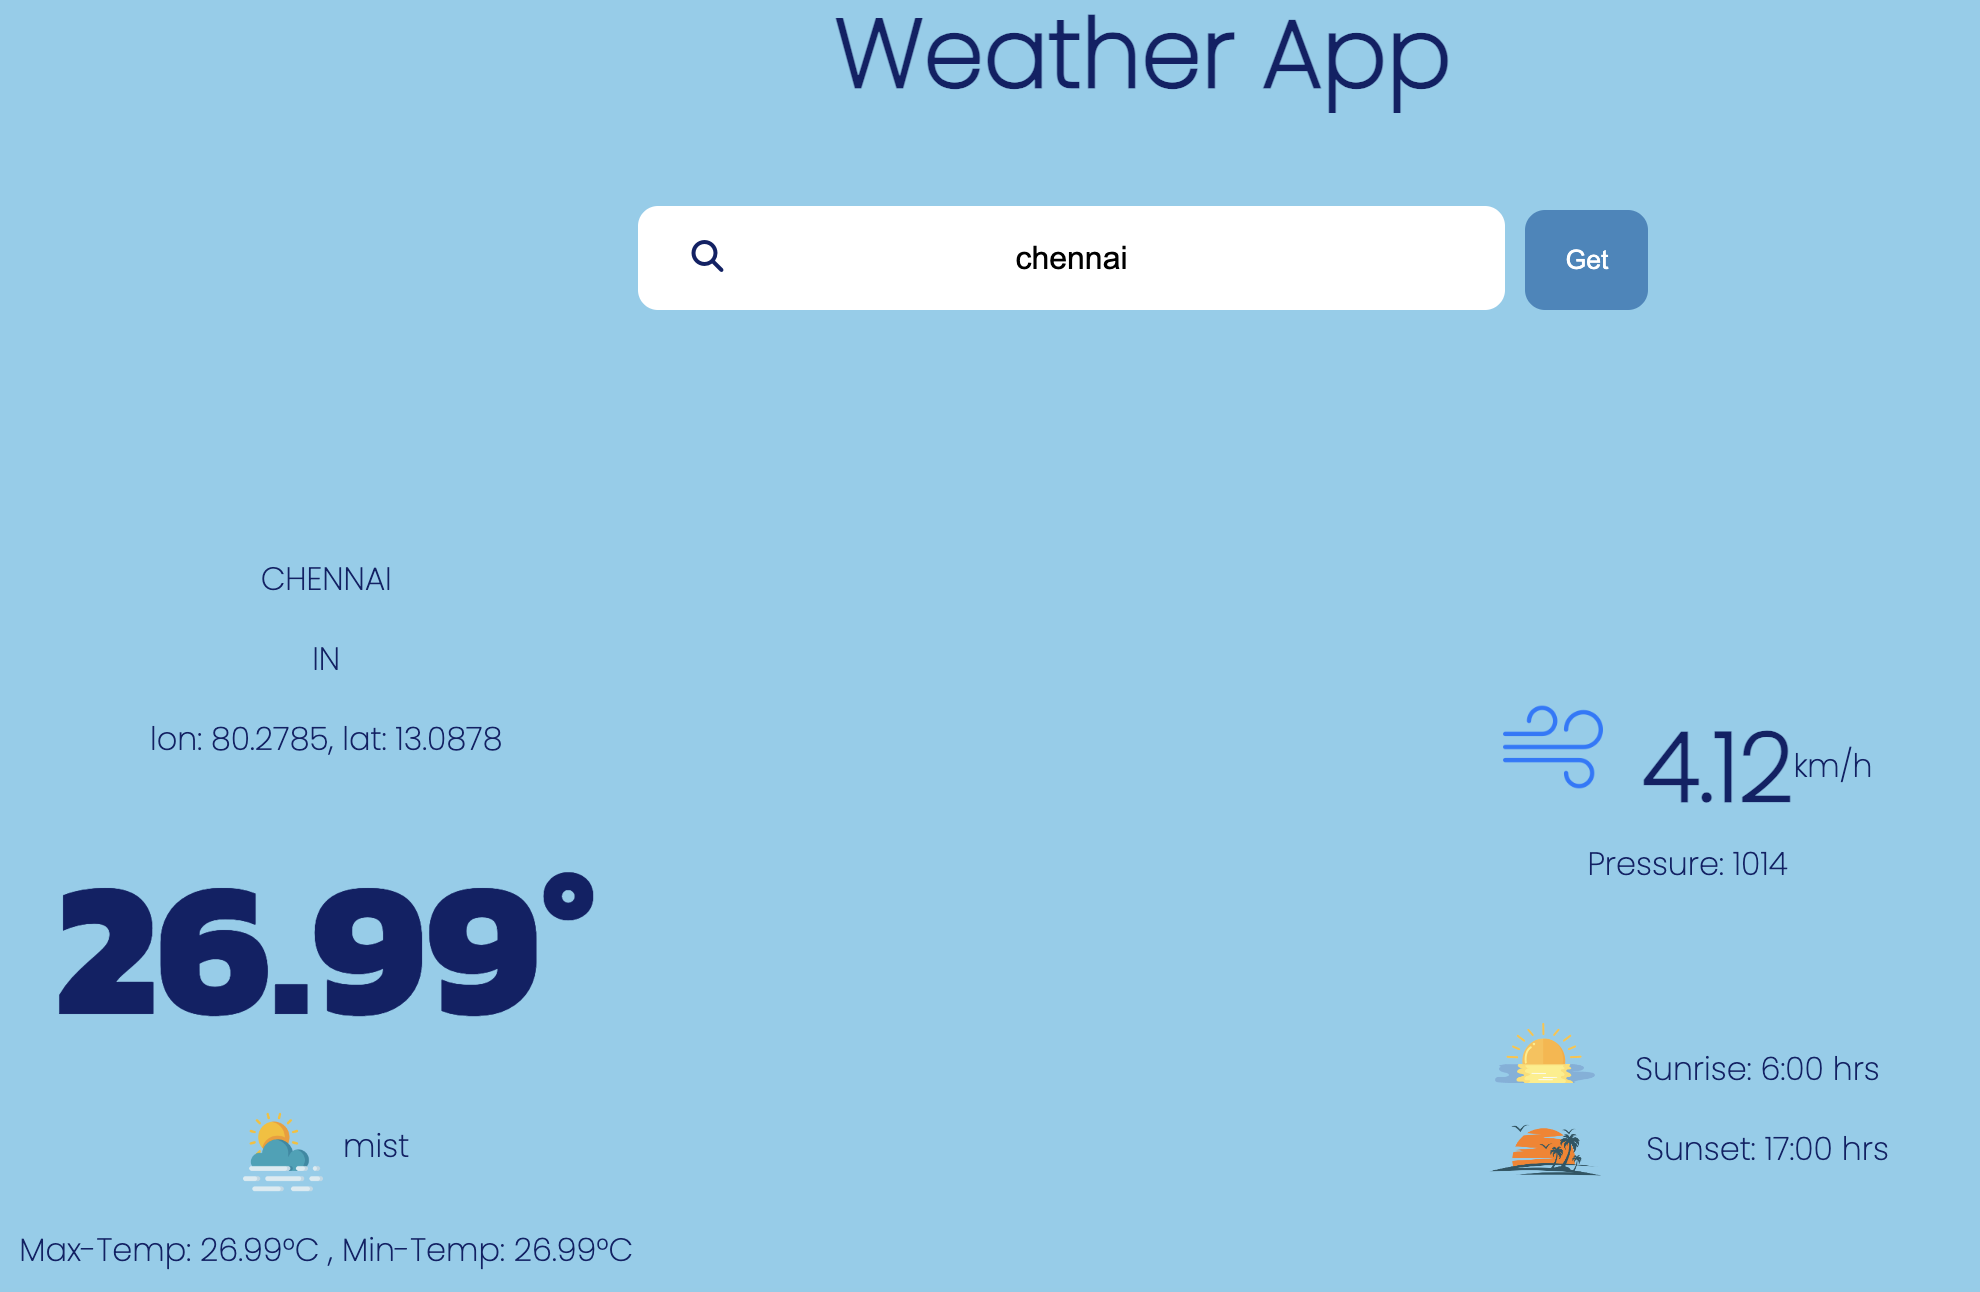 Weather App
chennai
Get
CHENNAI
IN
lon: 80.2785, lat: 13.0878
26.99°
mist
Max-Temp: 26.99°C , Min-Temp: 26.99°C
4.12km/h
Pressure: 1014
Sunrise: 6:00 hrs
Sunset: 17:00 hrs